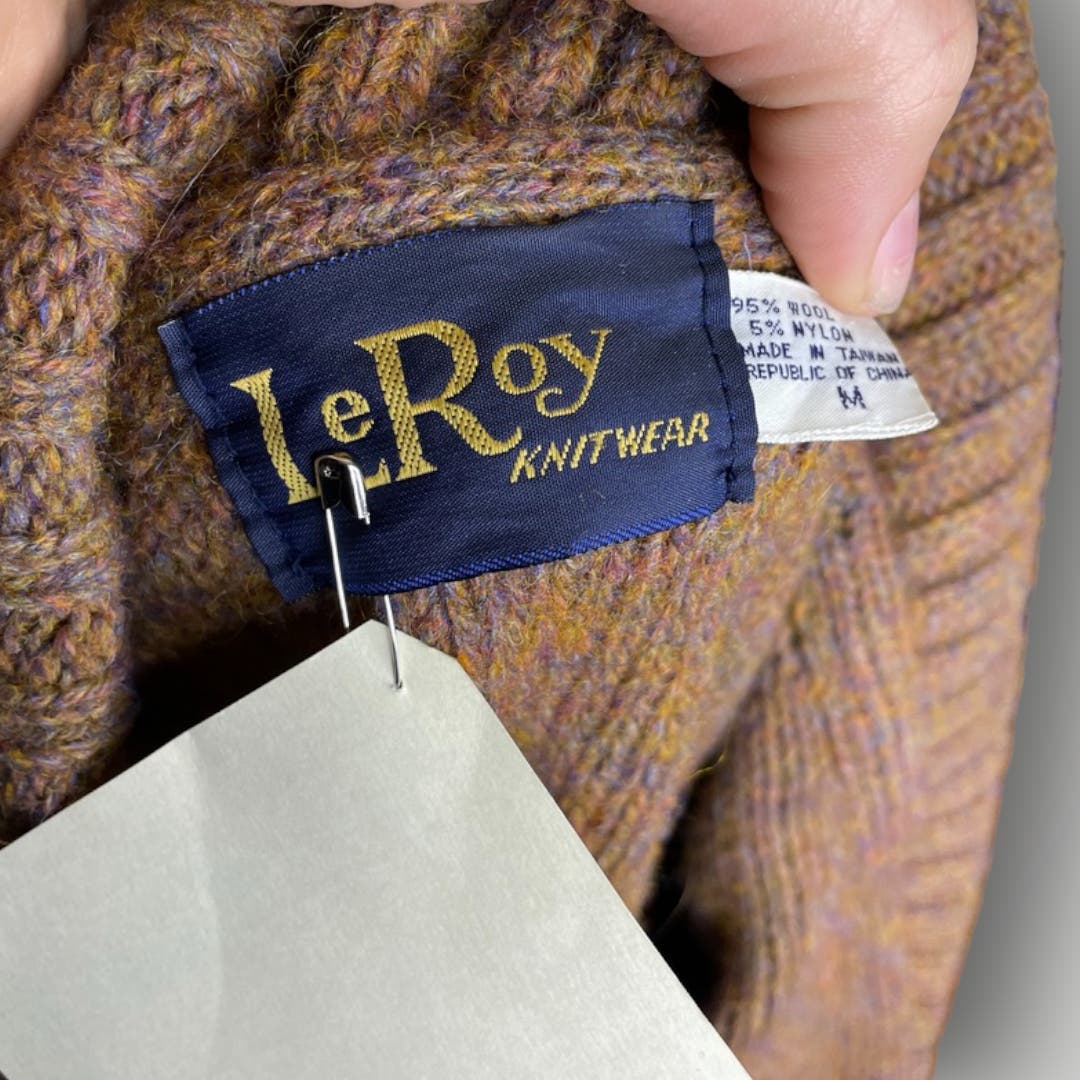 LeRoy
KNITWEAR
95% WOOL
5% NYLON
MADE IN TAIWAN
REPUBLIC OF CHINA
M